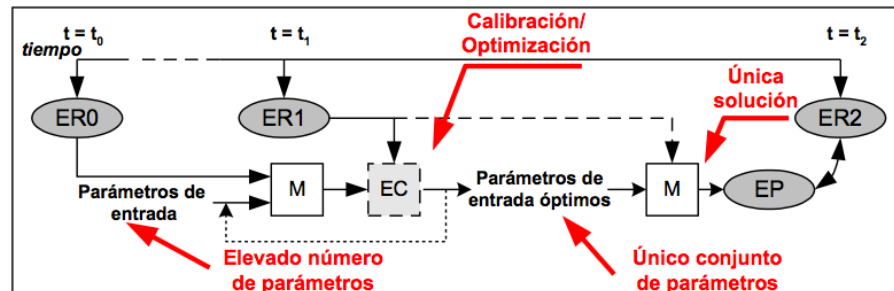 t = t0
t = t1
Calibración/
Optimización
t = t2
tiempo
Única
solución
ER0
ER1
ER2
M
EC
Parámetros de
entrada
Parámetros de
entrada óptimos
M
EP
Elevado número
de parámetros
Único conjunto
de parámetros